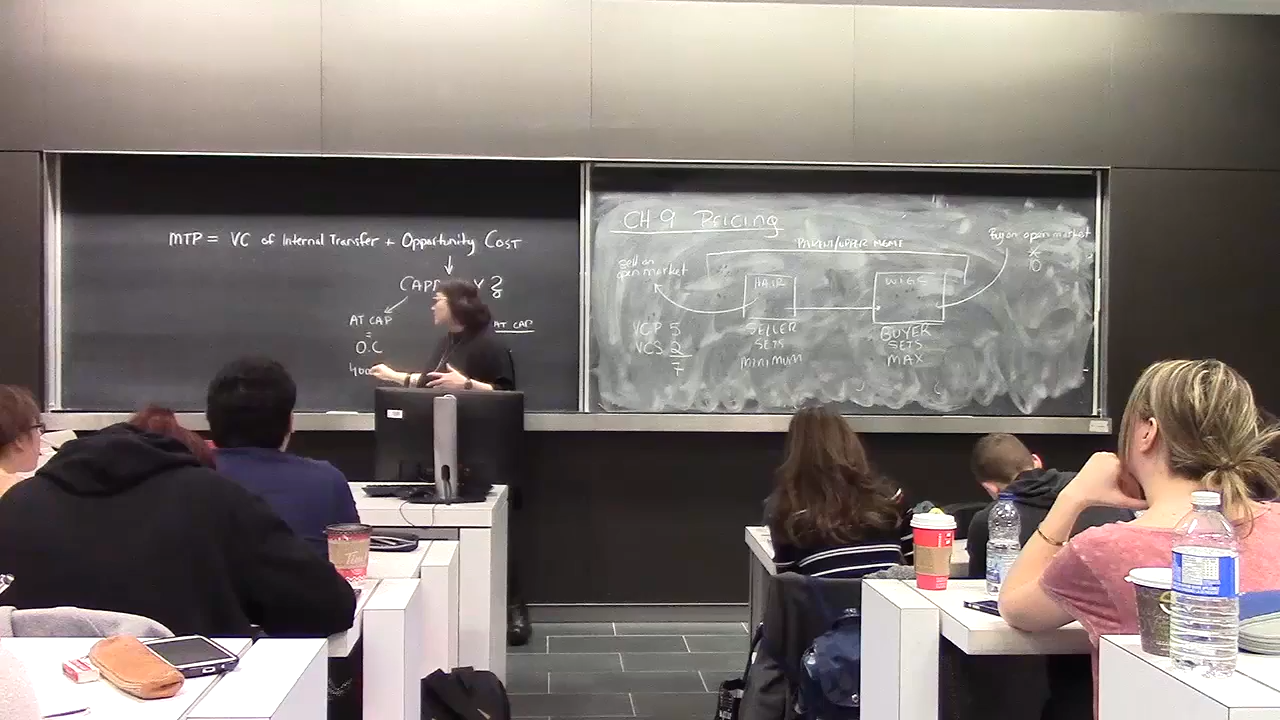 MTP = VC of Internal Transfer + Opportunity Cost
AT CAP
=
O°C
AT CAP
CH 9 Pricing
PARENT/UPPER MGMT
Sell on
open market
Buy on open market
*
10
HAIR
WIGS
VCP 5
VCS 2
7
SELLER
SETS
MINIMUM
BUYER
SETS
MAX
Tim